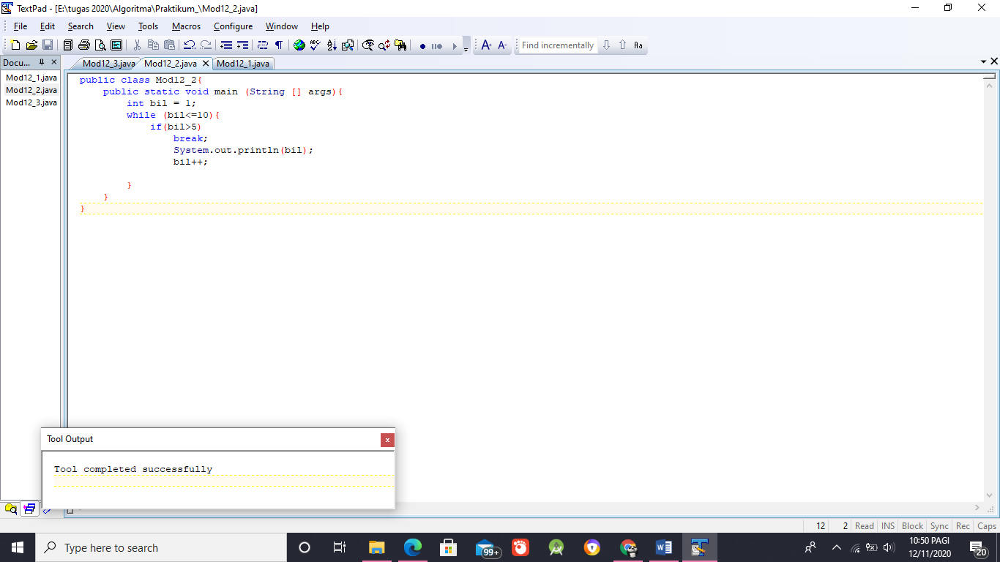 TextPad - [E:\tugas 2020\Algoritma\Praktikum_\Mod12_2.java]
File Edit Search View Tools Macros Configure Window Help
Find incrementally
Docu...
Mod12_3.java Mod12_2.java Mod12_1.java
Mod12_1.java
Mod12_2.java
Mod12_3.java
public class Mod12_2{
    public static void main (String [] args){
        int bil = 1;
        while (bil<=10){
            if(bil>5)
                break;
                System.out.println(bil);
                bil++;
        }
    }
}
Tool Output
Tool completed successfully
12 2 Read INS Block Sync Rec Caps
Type here to search
99+
10:50 PAGI
12/11/2020
20